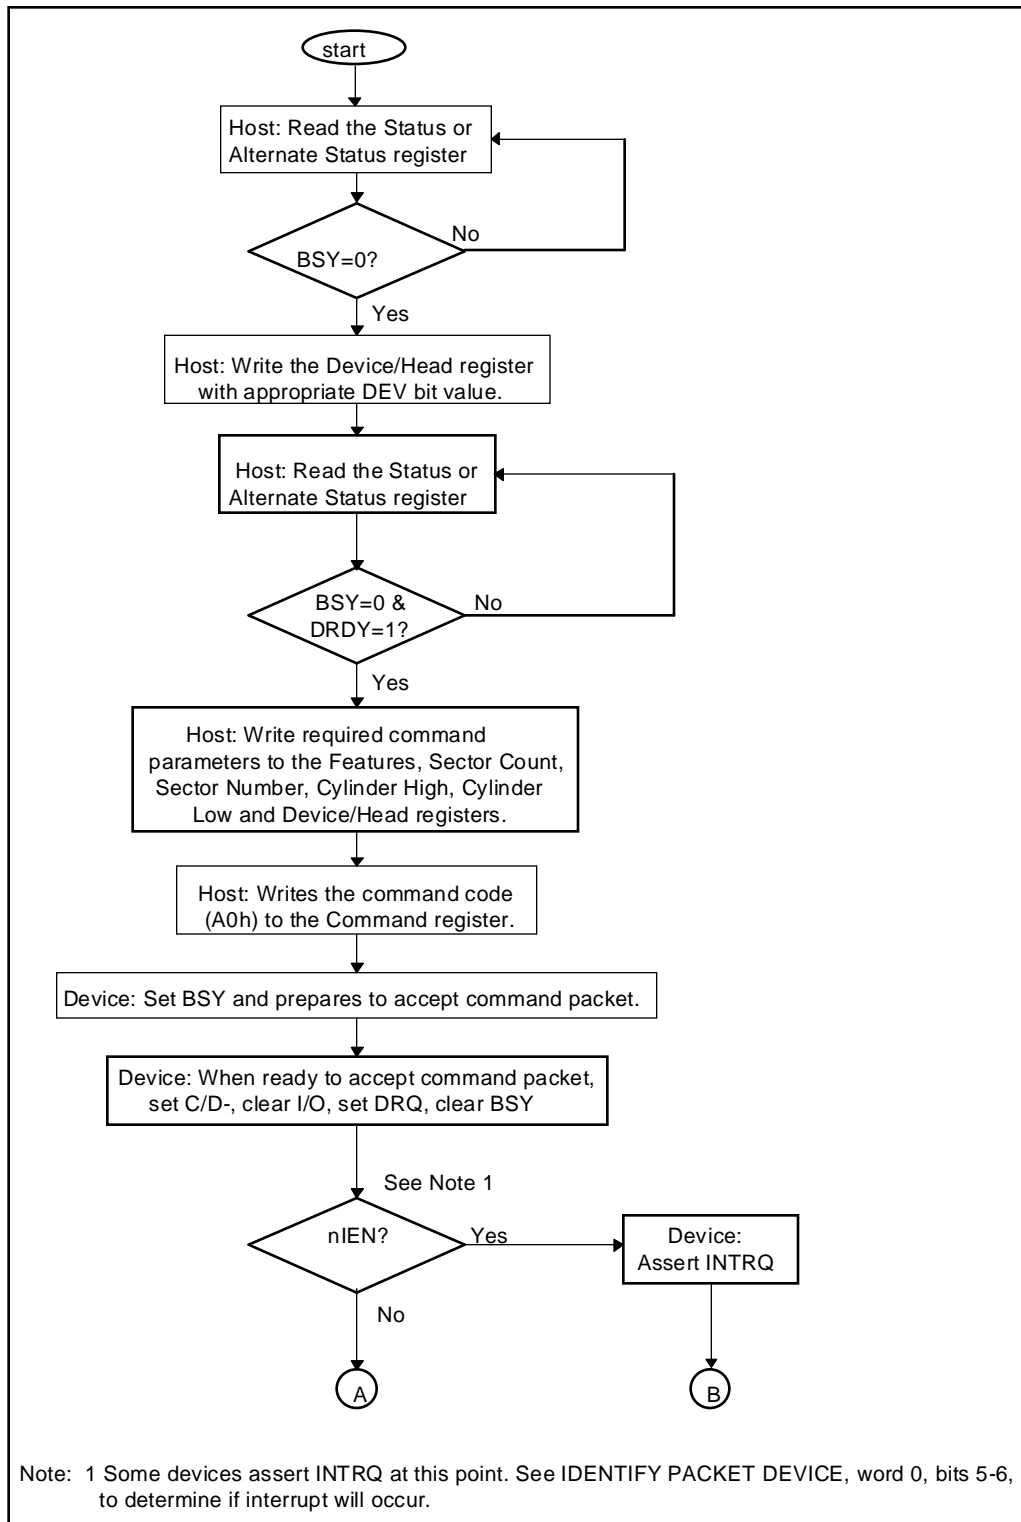 start
Host: Read the Status or
Alternate Status register
No
BSY=0?
Yes
Host: Write the Device/Head register
with appropriate DEV bit value.
Host: Read the Status or
Alternate Status register
BSY=0 &
DRDY=1?
No
Yes
Host: Write required command
parameters to the Features, Sector Count,
Sector Number, Cylinder High, Cylinder
Low and Device/Head registers.
Host: Writes the command code
(A0h) to the Command register.
Device: Set BSY and prepares to accept command packet.
Device: When ready to accept command packet,
set C/D-, clear I/O, set DRQ, clear BSY
See Note 1
nIEN?
Yes
Device:
Assert INTRQ
No
A
B
Note: 1 Some devices assert INTRQ at this point. See IDENTIFY PACKET DEVICE, word 0, bits 5-6,
to determine if interrupt will occur.